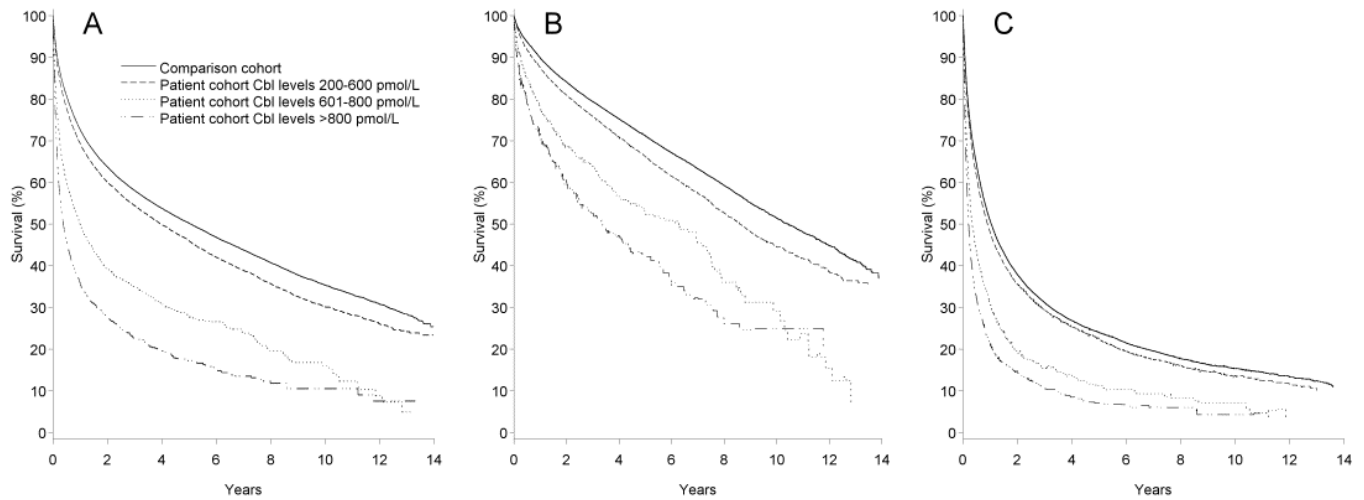 A
B
C
Comparison cohort
Patient cohort Cbl levels 200-600 pmol/L
Patient cohort Cbl levels 601-800 pmol/L
Patient cohort Cbl levels >800 pmol/L
Survival (%)
100
90
80
70
60
50
40
30
20
10
0
0 2 4 6 8 10 12 14
Years
Survival (%)
100
90
80
70
60
50
40
30
20
10
0
0 2 4 6 8 10 12 14
Years
Survival (%)
100
90
80
70
60
50
40
30
20
10
0
0 2 4 6 8 10 12 14
Years